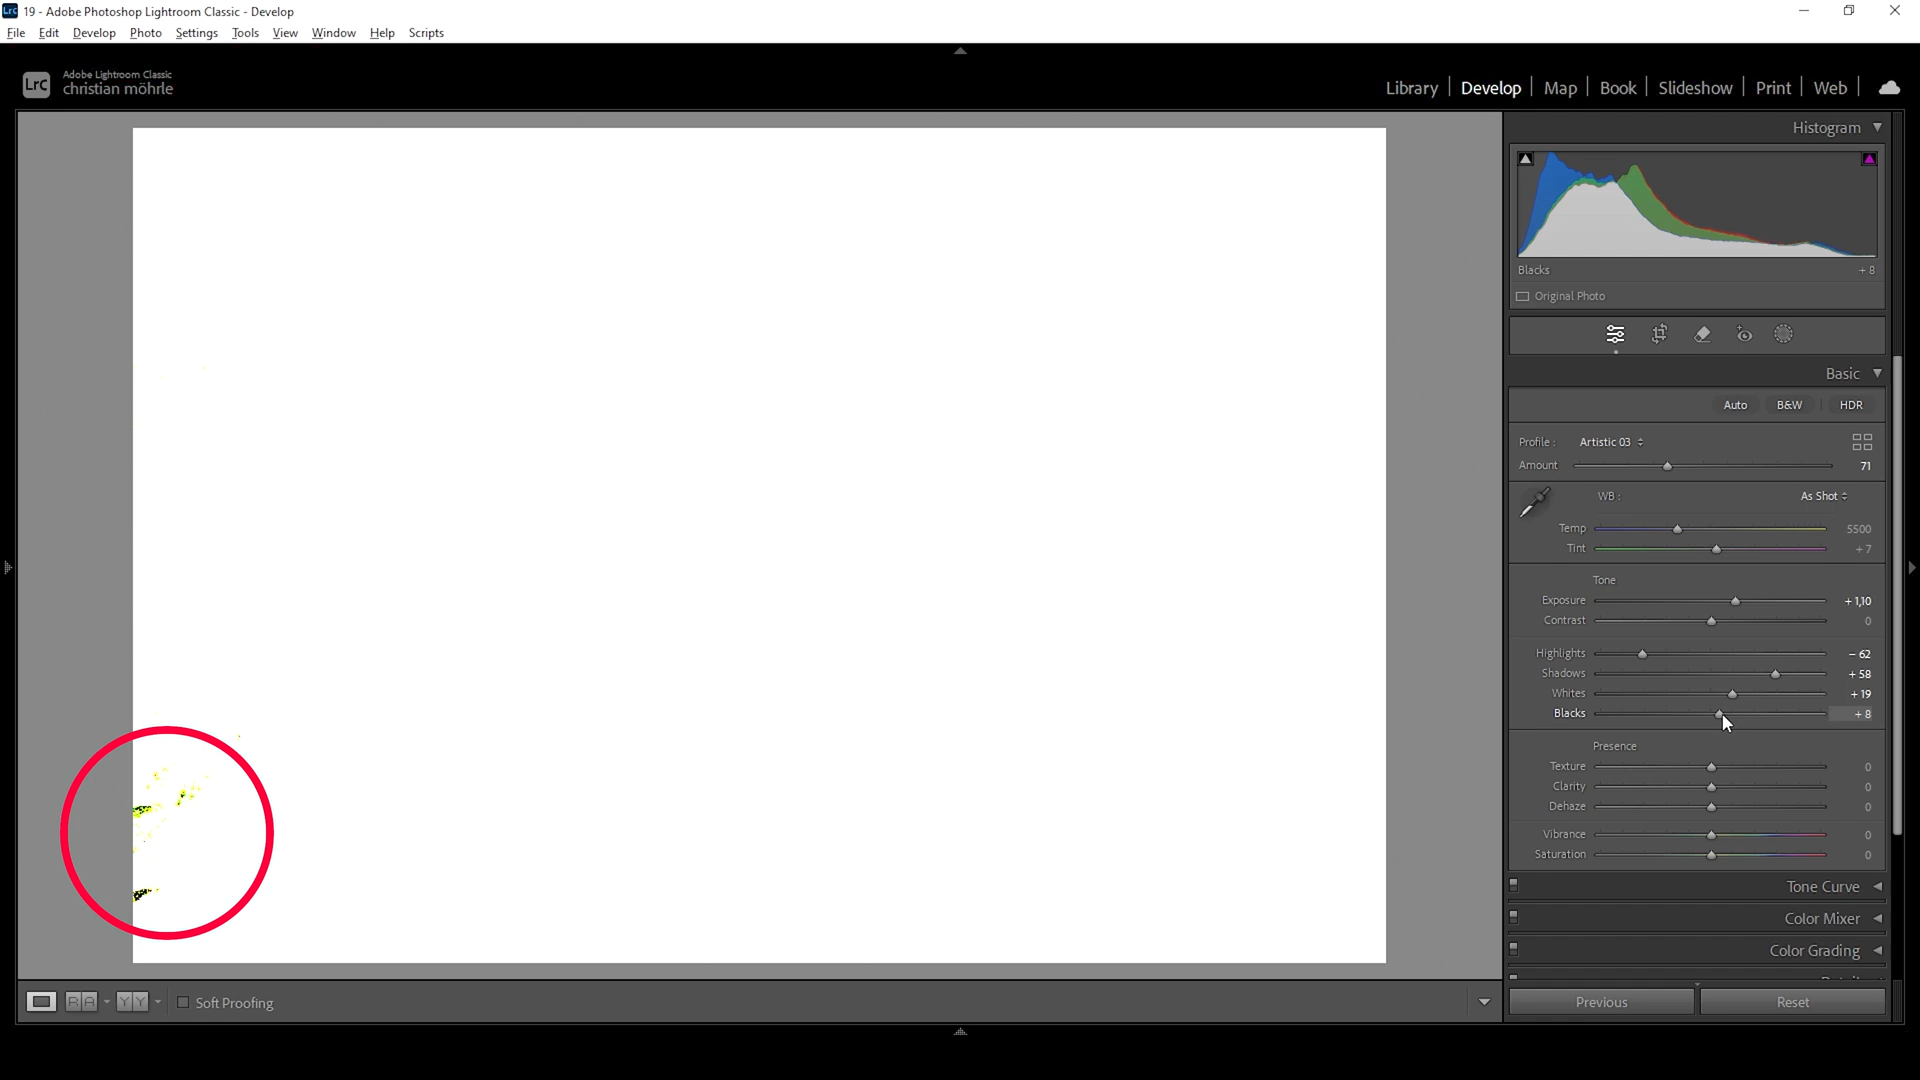 19 - Adobe Photoshop Lightroom Classic - Develop
File Edit Develop Photo Settings Tools View Window Help Scripts
LrC
Adobe Lightroom Classic
christian möhrle
Library | Develop | Map | Book | Slideshow | Print | Web
Histogram
Blacks +8
Original Photo
Basic
Auto B&W HDR
Profile : Artistic 03
Amount 71
WB : As Shot
Temp 5500
Tint +7
Tone
Exposure +1,10
Contrast 0
Highlights −62
Shadows +58
Whites +19
Blacks +8
Presence
Texture 0
Clarity 0
Dehaze 0
Vibrance 0
Saturation 0
Tone Curve
Color Mixer
Color Grading
R A Y Y Soft Proofing
Previous Reset